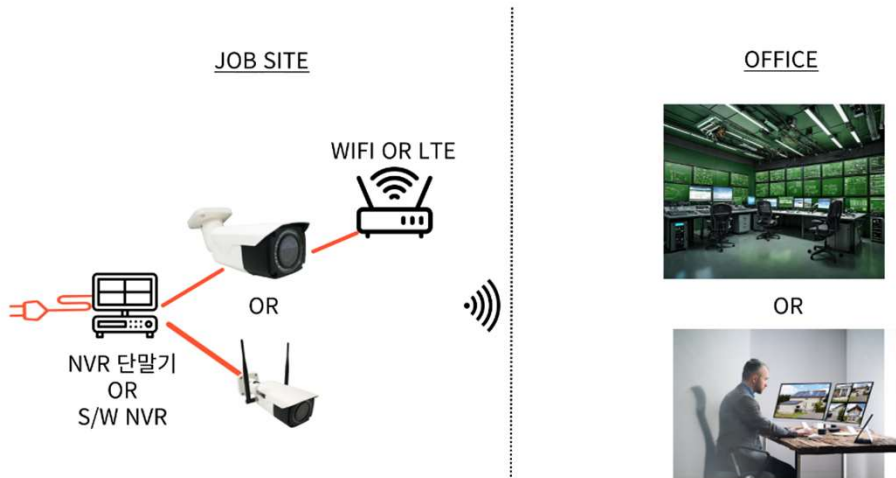 JOB SITE
OFFICE
WIFI OR LTE
OR
OR
NVR 단말기
OR
S/W NVR